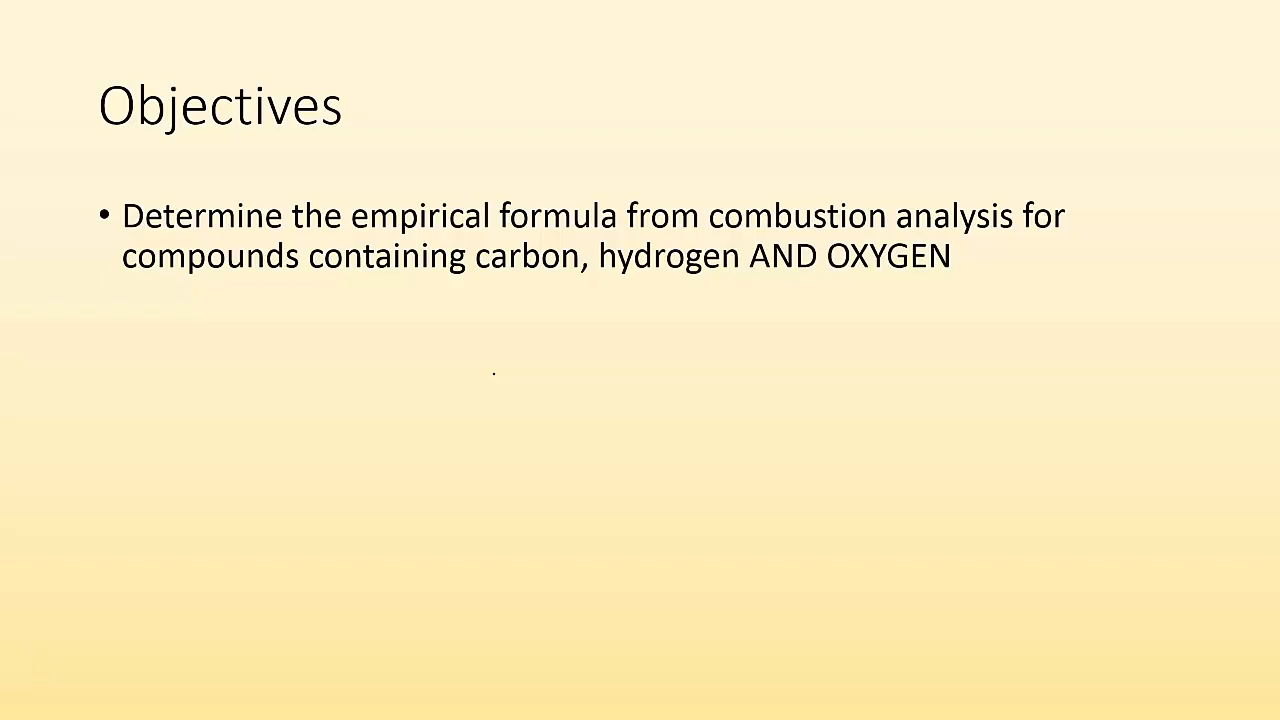 Objectives
• Determine the empirical formula from combustion analysis for
compounds containing carbon, hydrogen AND OXYGEN